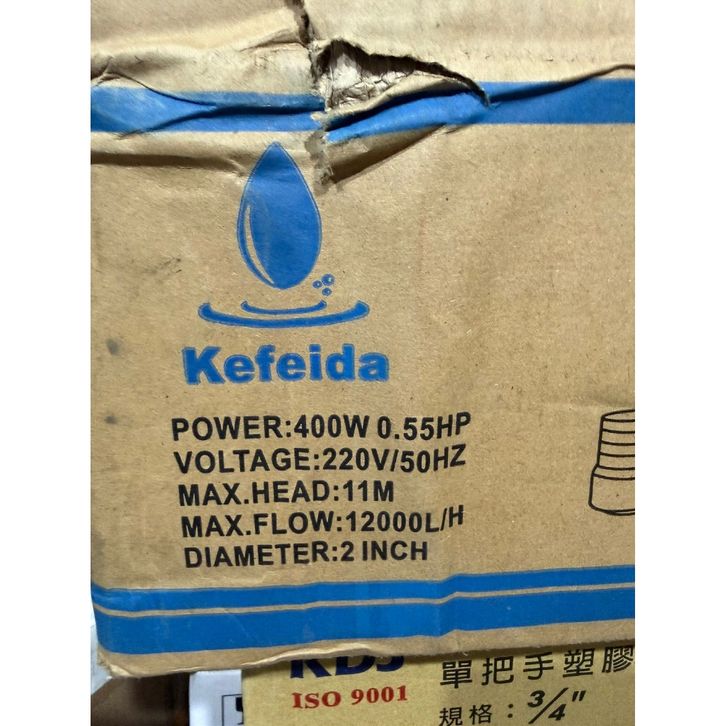 Kefeida
POWER:400W 0.55HP
VOLTAGE:220V/50HZ
MAX.HEAD:11M
MAX.FLOW:12000L/H
DIAMETER:2 INCH
KDJ
ISO 9001
單把手塑膠
規格：3/4"